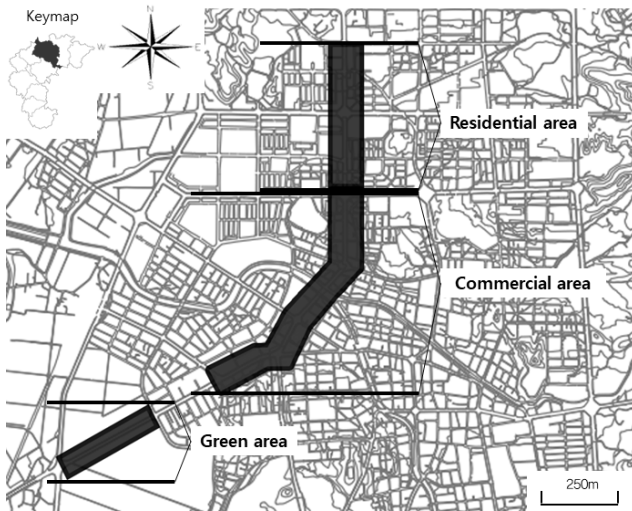 Keymap
N
W
E
S
Residential area
Commercial area
Green area
250m